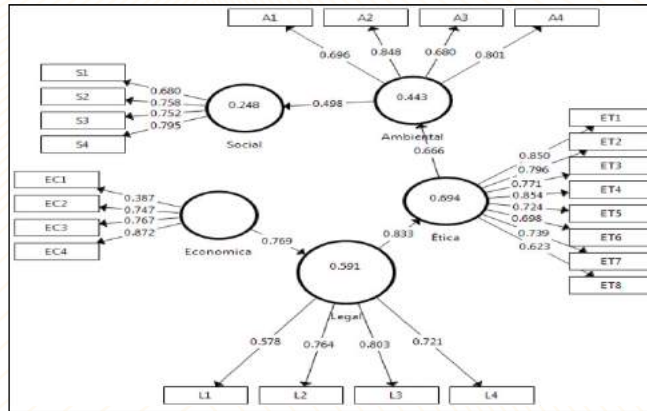 A1 A2 A3 A4
0.696 0.848 0.680 0.801
S1
S2
S3
S4
0.680
0.758
0.752
0.795
0.248
Social
0.498
0.443
Ambiental
0.666
EC1
EC2
EC3
EC4
0.387
0.747
0.767
0.872
Economica
0.769
0.591
Legal
0.833
0.694
Ética
0.850
0.796
0.771
0.854
0.724
0.698
0.739
0.623
ET1
ET2
ET3
ET4
ET5
ET6
ET7
ET8
0.578 0.764 0.803 0.721
L1 L2 L3 L4